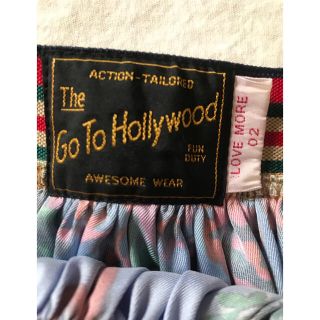 ACTION-TAILORED
The
Go To Hollywood
FUN
DUTY
AWESOME WEAR
LOVE MORE
02